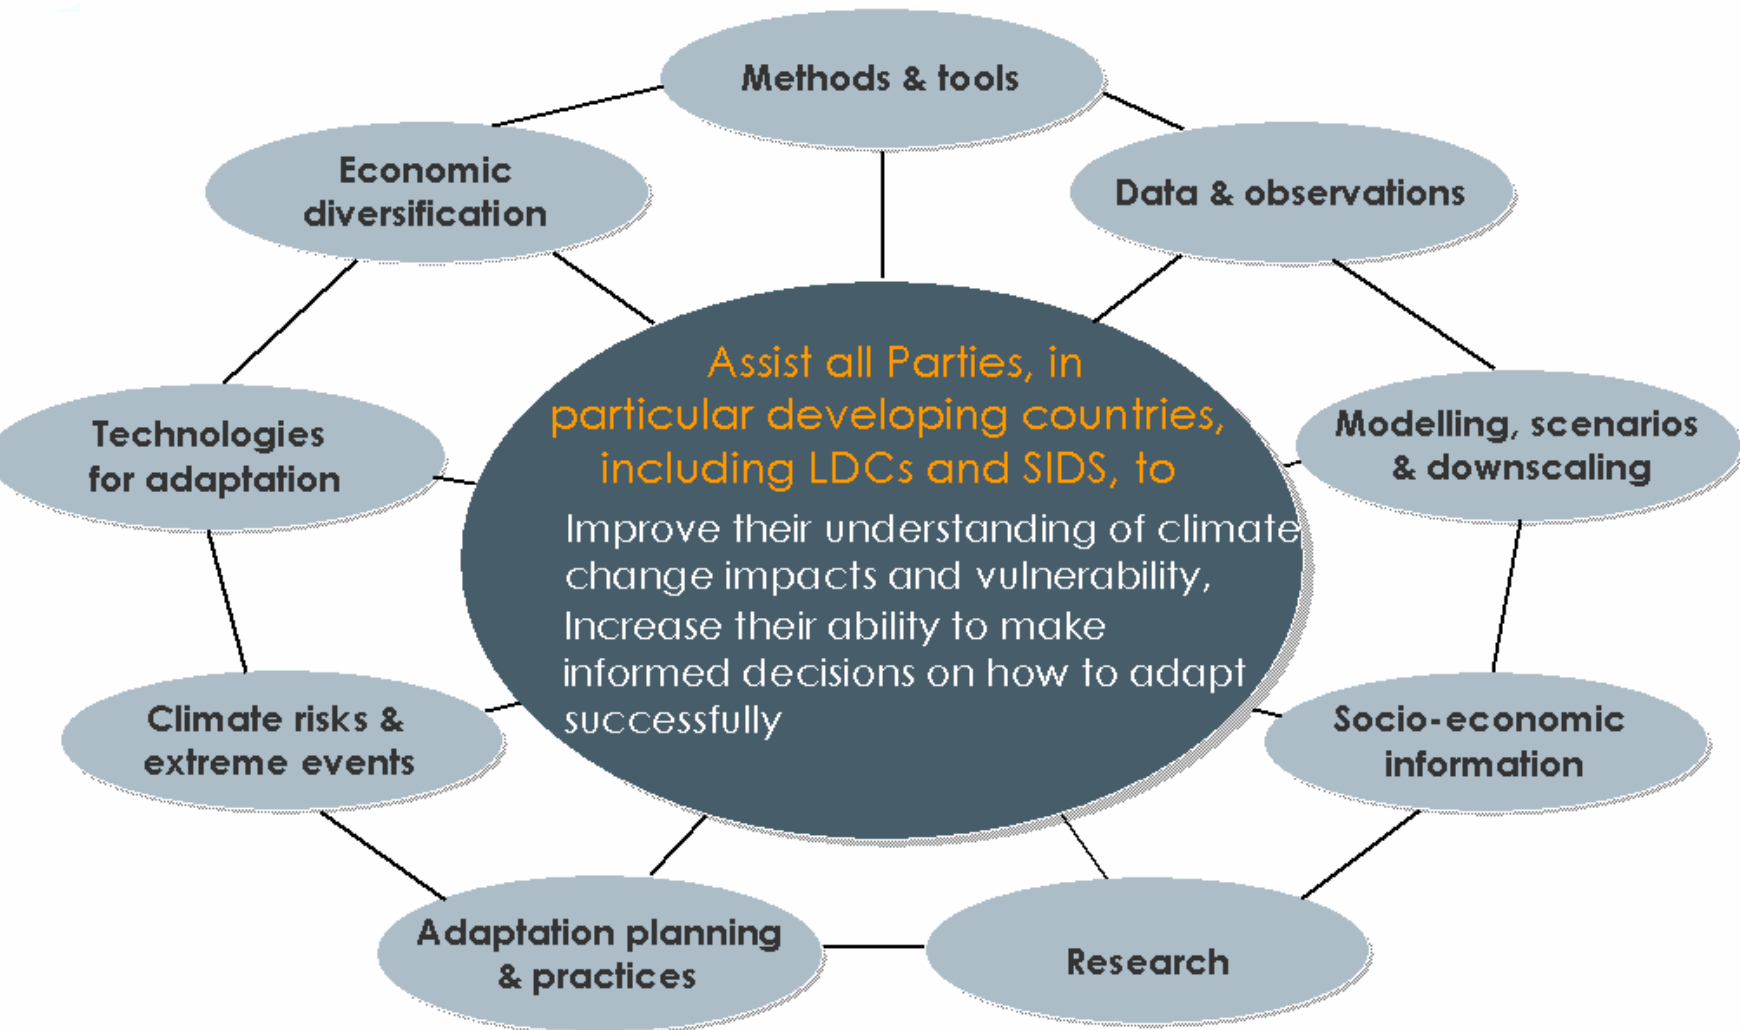 Methods & tools
Economic
diversification
Data & observations
Assist all Parties, in
particular developing countries,
including LDCs and SIDS, to
Improve their understanding of climate
change impacts and vulnerability,
Increase their ability to make
informed decisions on how to adapt
successfully
Technologies
for adaptation
Modelling, scenarios
& downscaling
Climate risks &
extreme events
Socio-economic
information
Adaptation planning
& practices
Research